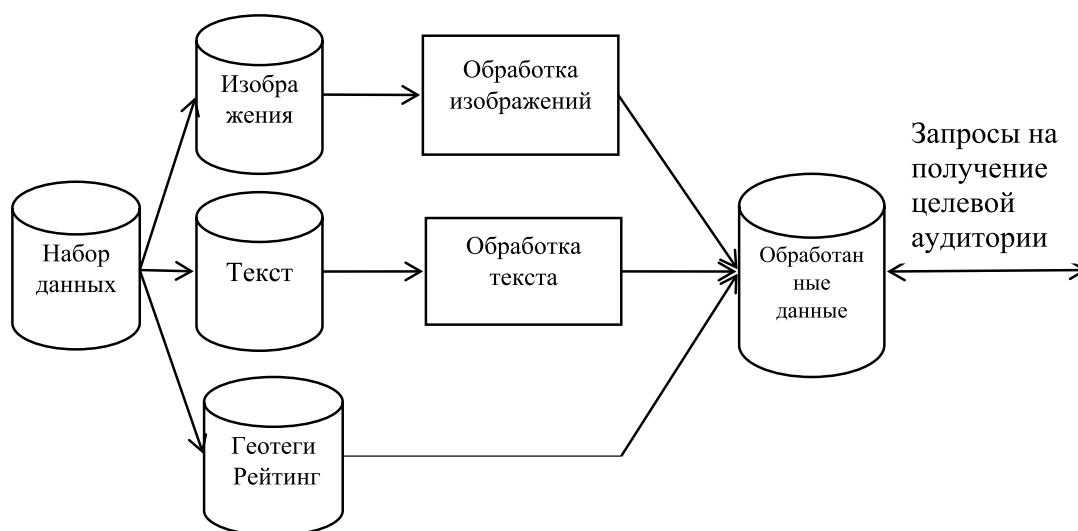 Набор
данных
Изобра
жения
Текст
Геотеги
Рейтинг
Обработка
изображений
Обработка
текста
Обработан
ные
данные
Запросы на
получение
целевой
аудитории